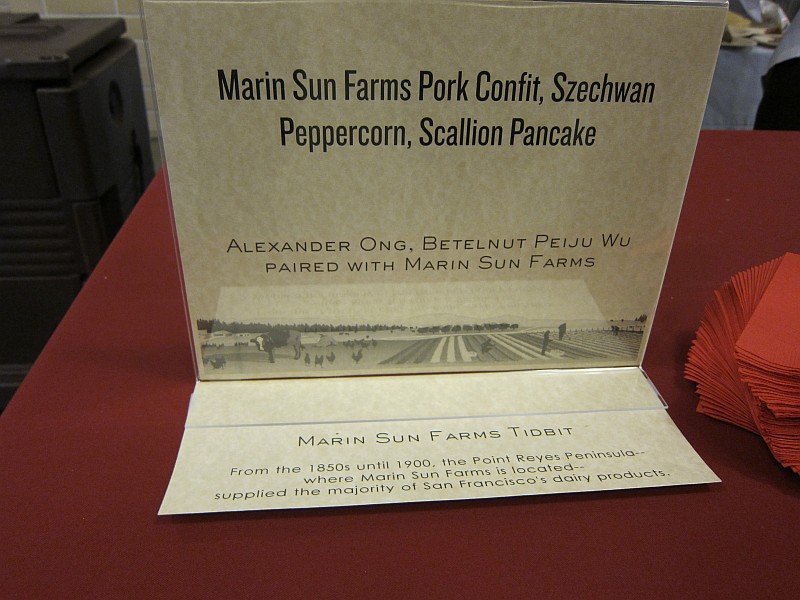 Marin Sun Farms Pork Confit, Szechwan
Peppercorn, Scallion Pancake
Alexander Ong, Betelnut Peiju Wu
paired with Marin Sun Farms
Marin Sun Farms Tidbit
From the 1850s until 1900, the Point Reyes Peninsula--
where Marin Sun Farms is located--
supplied the majority of San Francisco's dairy products.